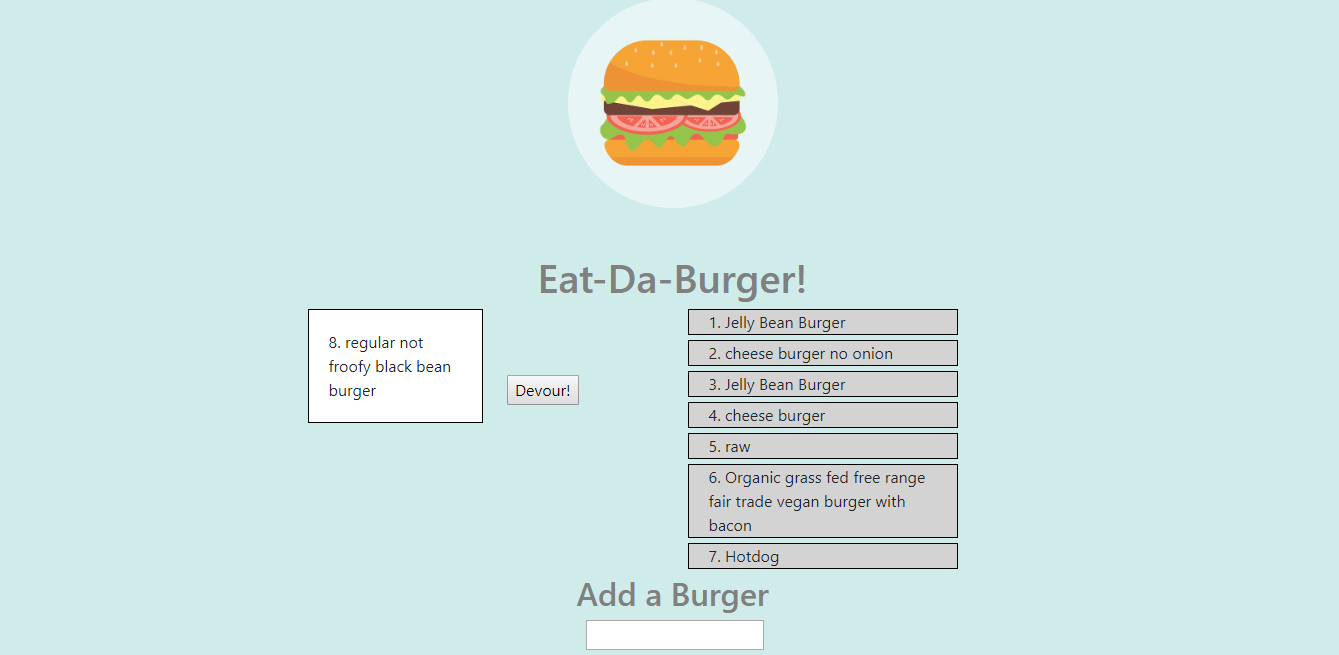 Eat-Da-Burger!
8. regular not
froofy black bean
burger
Devour!
1. Jelly Bean Burger
2. cheese burger no onion
3. Jelly Bean Burger
4. cheese burger
5. raw
6. Organic grass fed free range
fair trade vegan burger with
bacon
7. Hotdog
Add a Burger